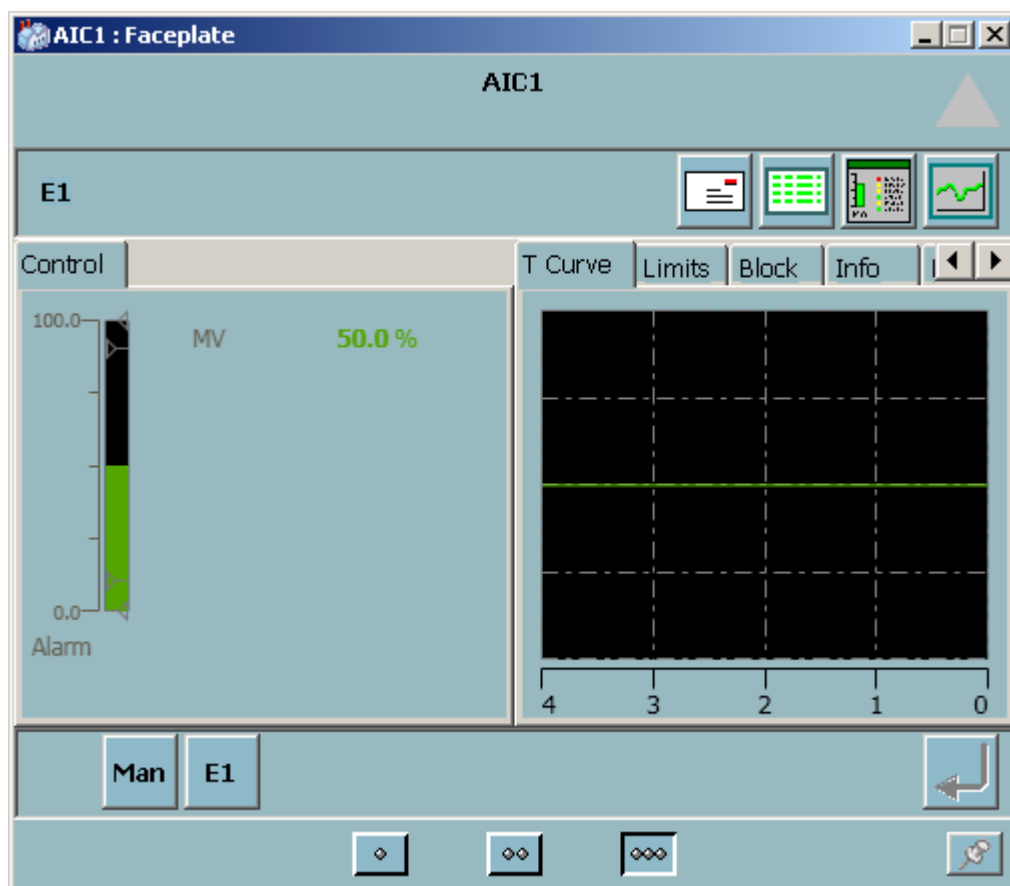 AIC1 : Faceplate
AIC1
E1
Control
T Curve
Limits
Block
Info
100.0
MV
50.0 %
0.0
Alarm
4 3 2 1 0
Man
E1